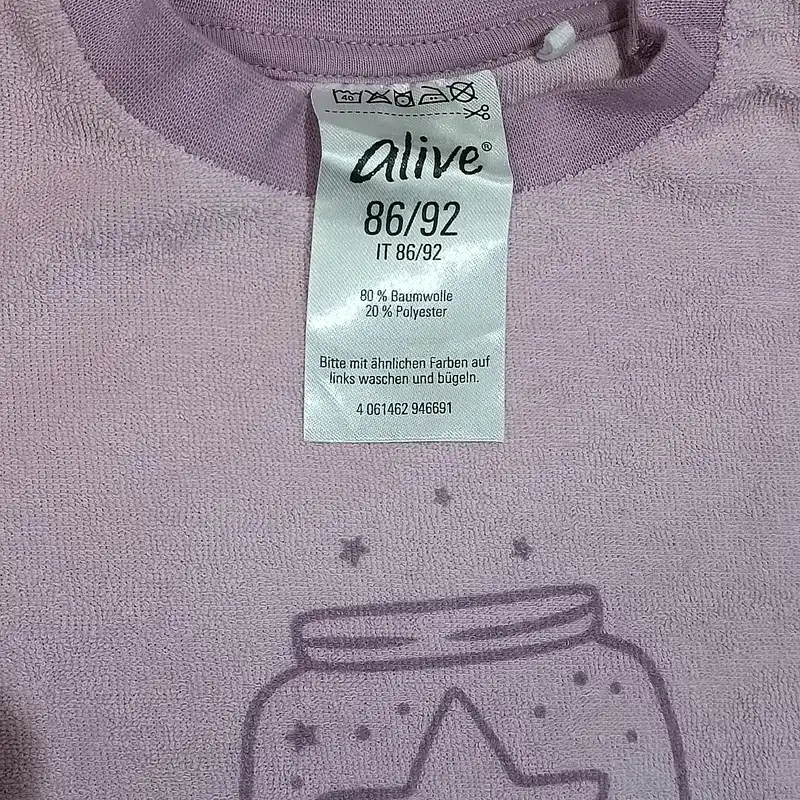 40
alive®
86/92
IT 86/92
80 % Baumwolle
20 % Polyester
Bitte mit ähnlichen Farben auf
links waschen und bügeln.
4 061462 946691